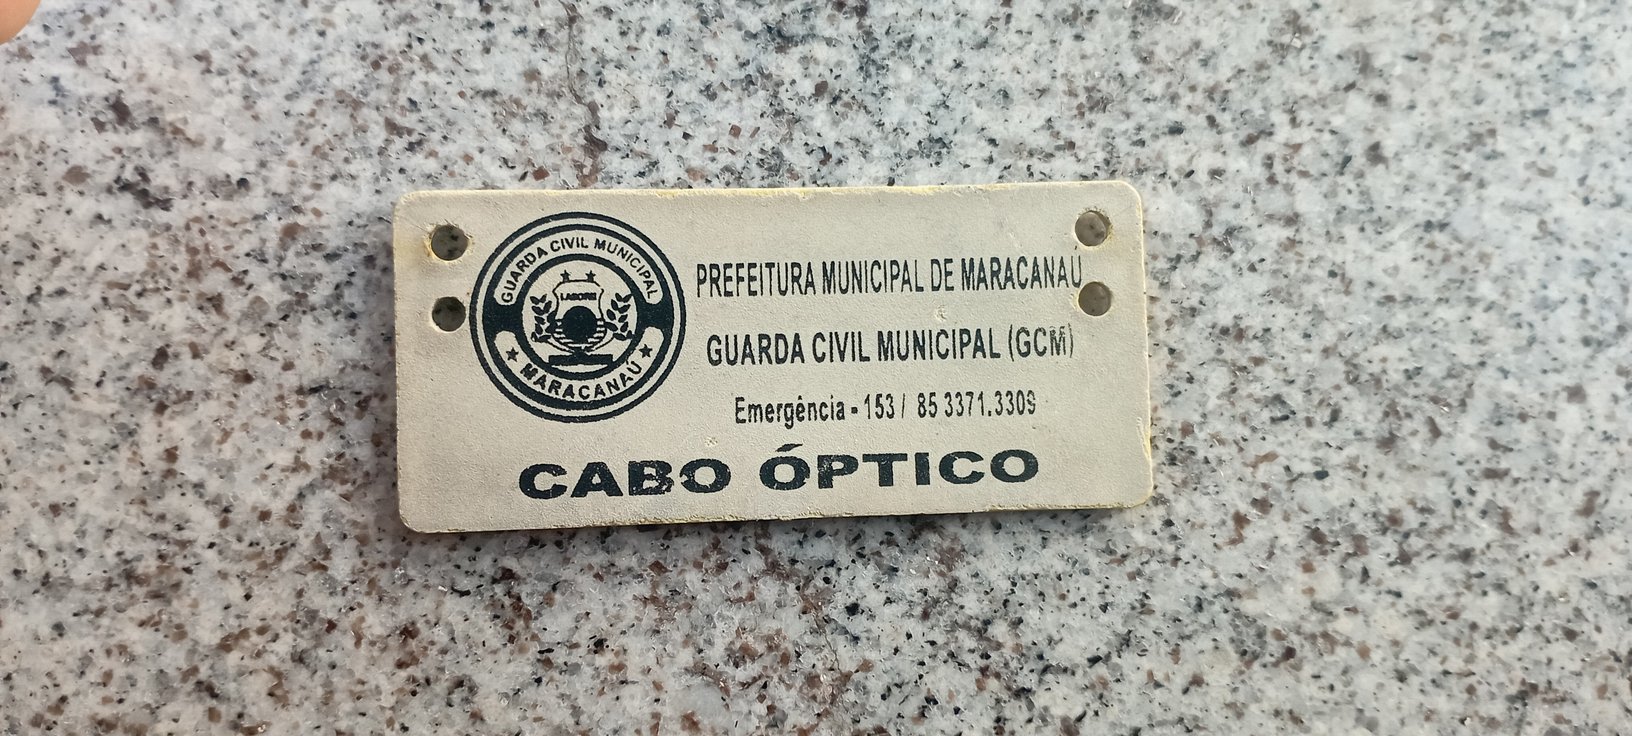 GUARDA CIVIL MUNICIPAL
LABORE
MARACANAÚ
PREFEITURA MUNICIPAL DE MARACANAÚ
GUARDA CIVIL MUNICIPAL (GCM)
Emergência - 153 / 85 3371.3309
CABO ÓPTICO